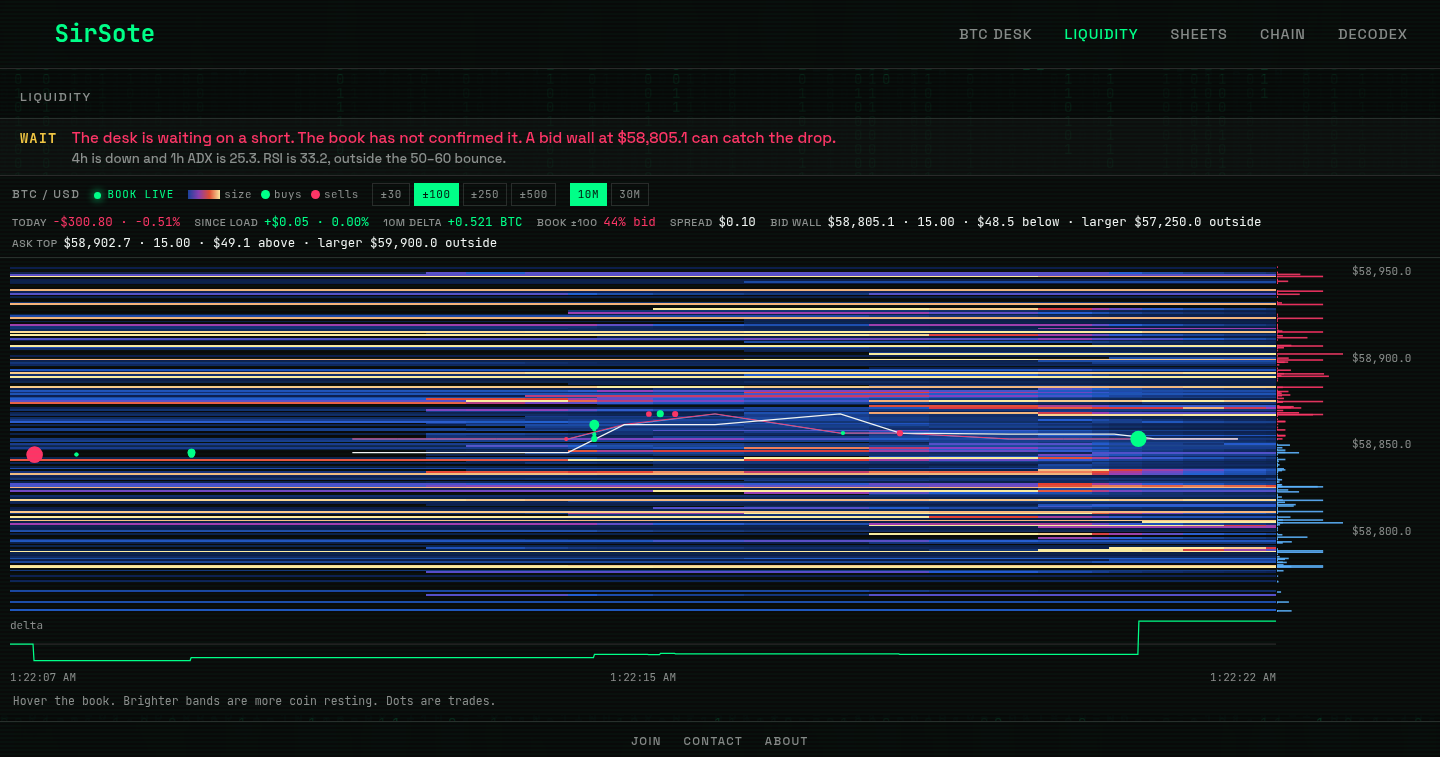 SirSote
BTC DESK LIQUIDITY SHEETS CHAIN DECODEX
LIQUIDITY
WAIT The desk is waiting on a short. The book has not confirmed it. A bid wall at $58,805.1 can catch the drop.
4h is down and 1h ADX is 25.3. RSI is 33.2, outside the 50–60 bounce.
BTC / USD BOOK LIVE size buys sells ±30 ±100 ±250 ±500 10M 30M
TODAY -$300.80 · -0.51% SINCE LOAD +$0.05 · 0.00% 10M DELTA +0.521 BTC BOOK ±100 44% bid SPREAD $0.10 BID WALL $58,805.1 · 15.00 · $48.5 below · larger $57,250.0 outside
ASK TOP $58,902.7 · 15.00 · $49.1 above · larger $59,900.0 outside
$58,950.0
$58,900.0
$58,850.0
$58,800.0
delta
1:22:07 AM 1:22:15 AM 1:22:22 AM
Hover the book. Brighter bands are more coin resting. Dots are trades.
JOIN CONTACT ABOUT